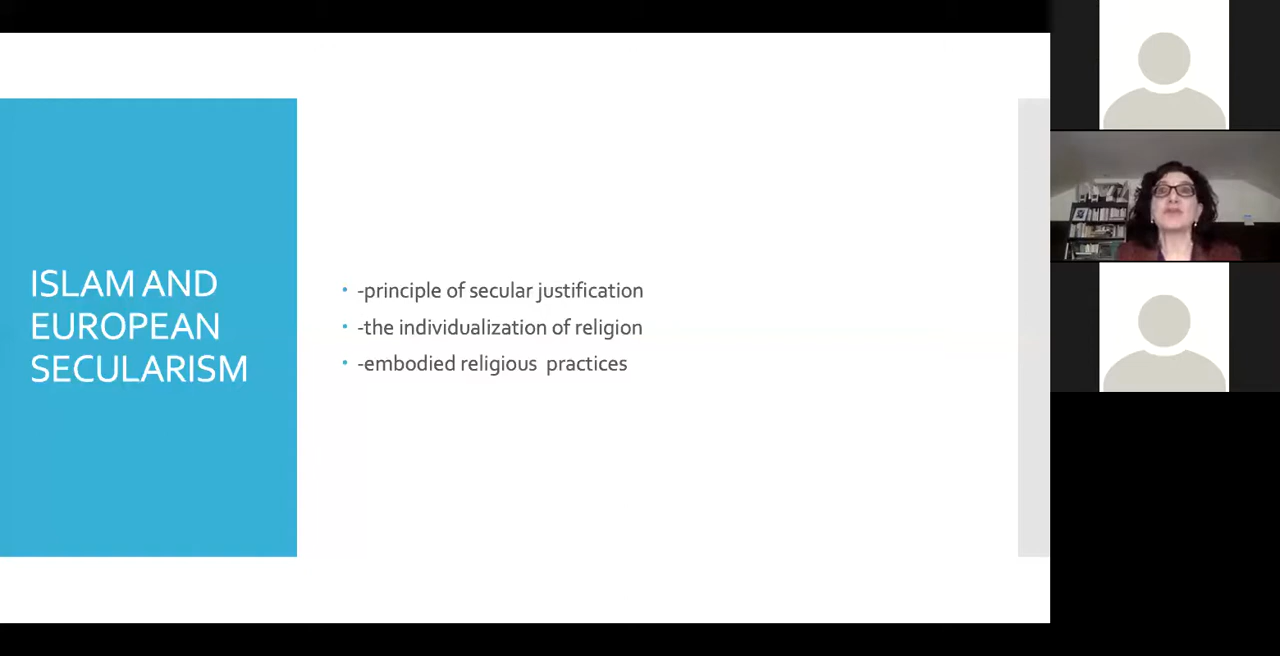 ISLAM AND
EUROPEAN
SECULARISM
• -principle of secular justification
• -the individualization of religion
• -embodied religious  practices